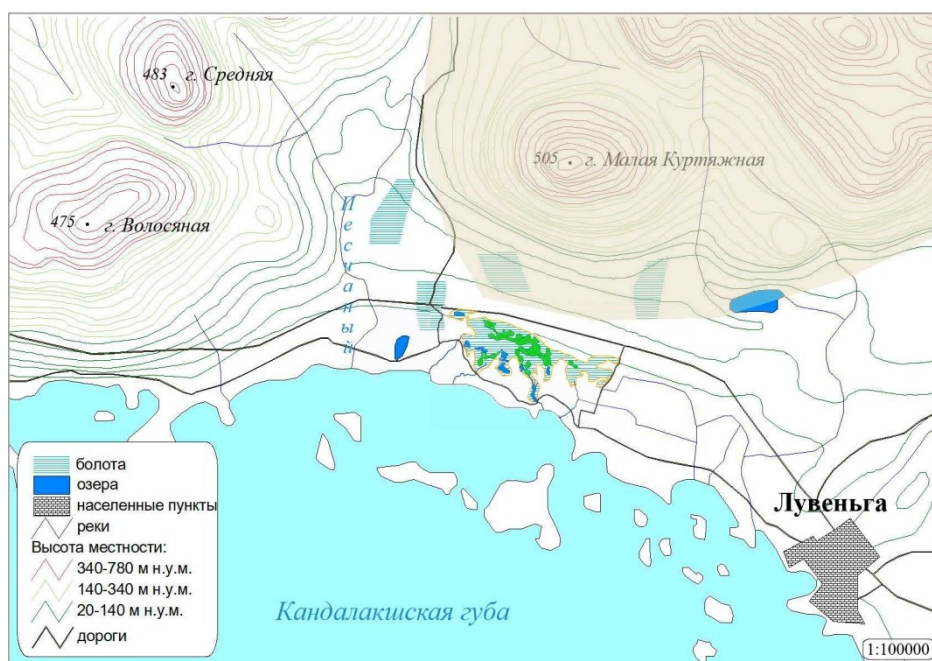 483 г. Средняя
505 г. Малая Куртяжная
475 г. Волосяная
Песчаный
Лувеньга
Кандалакшская губа
болота
озера
населенные пункты
реки
Высота местности:
340-780 м н.у.м.
140-340 м н.у.м.
20-140 м н.у.м.
дороги
1:100000